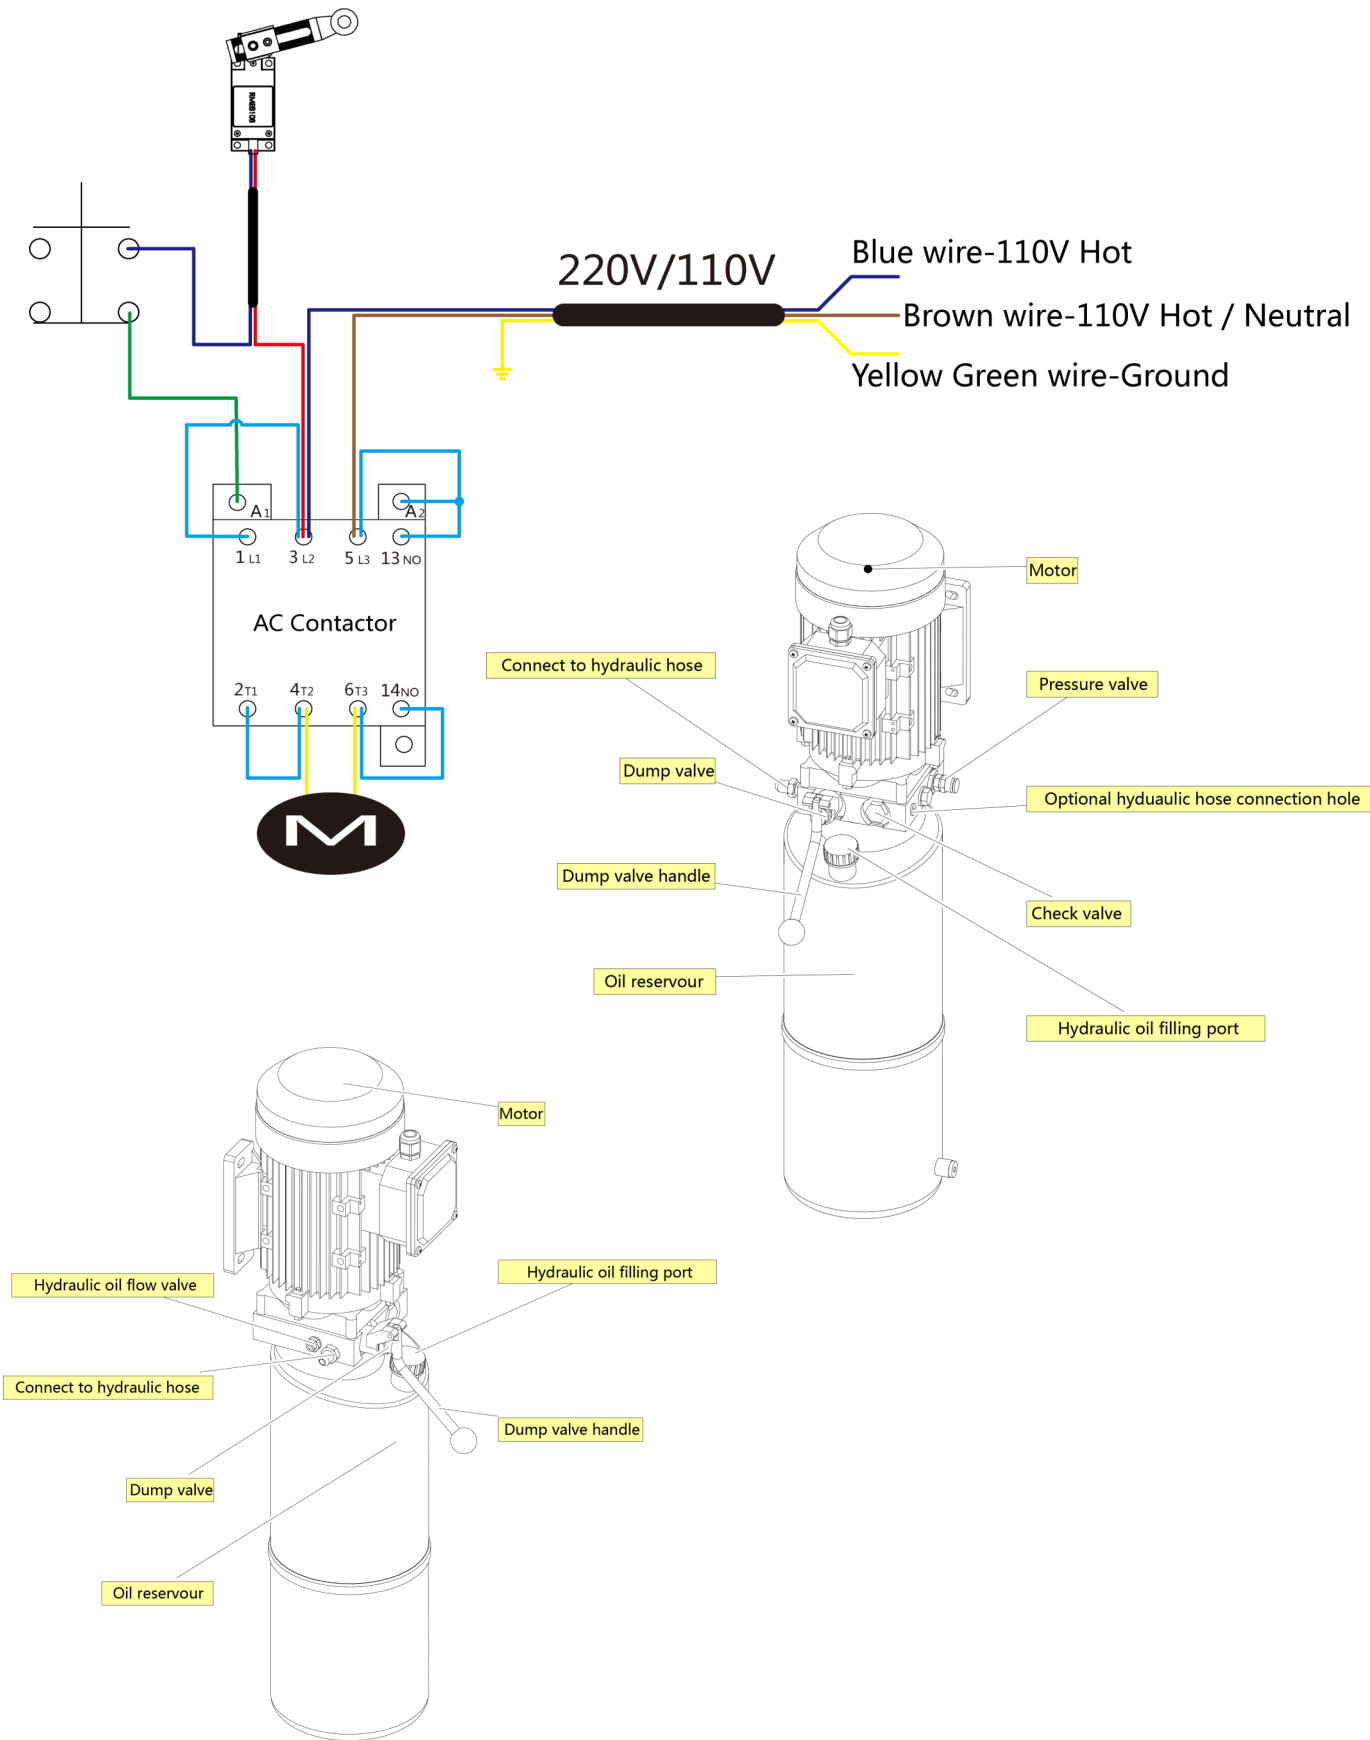 220V/110V
Blue wire-110V Hot
Brown wire-110V Hot / Neutral
Yellow Green wire-Ground
A1
A2
1 L1
3 L2
5 L3
13 NO
AC Contactor
2T1
4T2
6T3
14NO
M
Motor
Connect to hydraulic hose
Pressure valve
Dump valve
Optional hyduaulic hose connection hole
Dump valve handle
Check valve
Oil reservour
Hydraulic oil filling port
Motor
Hydraulic oil flow valve
Hydraulic oil filling port
Connect to hydraulic hose
Dump valve handle
Dump valve
Oil reservour